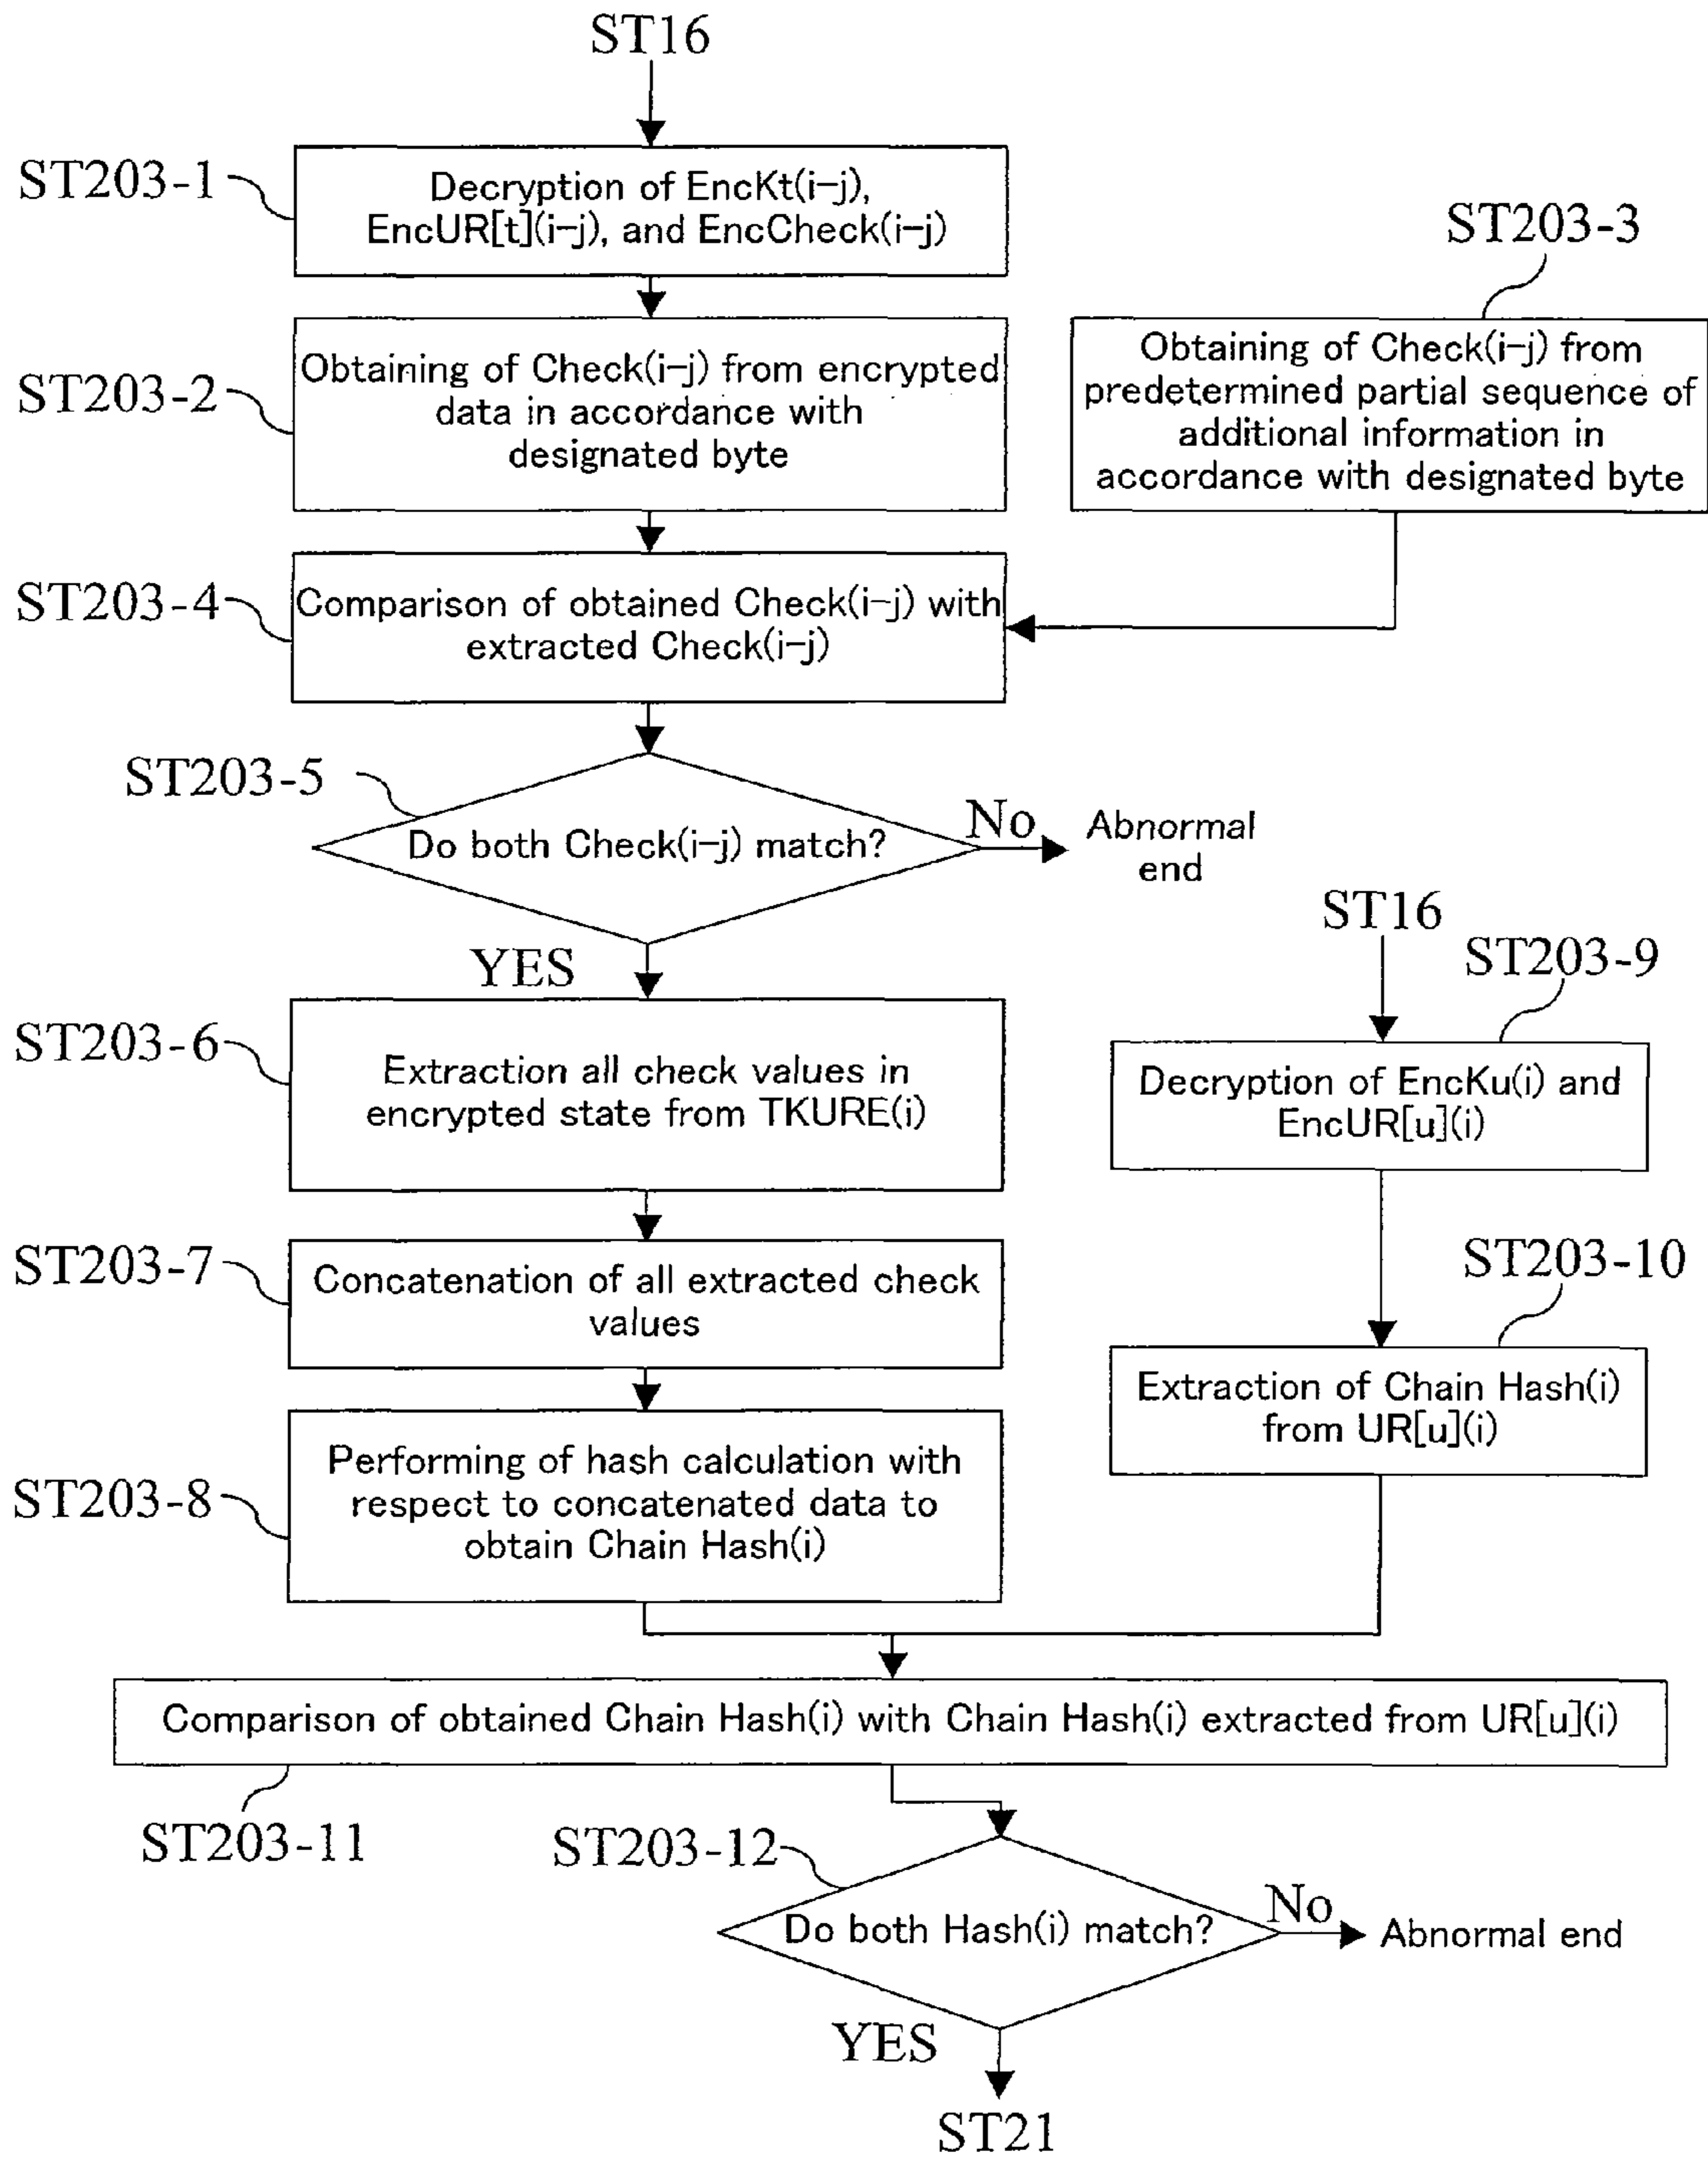 ST16
ST203-1
Decryption of EncKt(i-j),
EncUR[t](i-j), and EncCheck(i-j)
ST203-2
Obtaining of Check(i-j) from encrypted
data in accordance with
designated byte
ST203-3
Obtaining of Check(i-j) from
predetermined partial sequence of
additional information in
accordance with designated byte
ST203-4
Comparison of obtained Check(i-j) with
extracted Check(i-j)
ST203-5
Do both Check(i-j) match?
No
Abnormal
end
YES
ST203-6
Extraction all check values in
encrypted state from TKURE(i)
ST203-7
Concatenation of all extracted check
values
ST203-8
Performing of hash calculation with
respect to concatenated data to
obtain Chain Hash(i)
ST16
ST203-9
Decryption of EncKu(i) and
EncUR[u](i)
ST203-10
Extraction of Chain Hash(i)
from UR[u](i)
Comparison of obtained Chain Hash(i) with Chain Hash(i) extracted from UR[u](i)
ST203-11
ST203-12
Do both Hash(i) match?
No
Abnormal end
YES
ST21